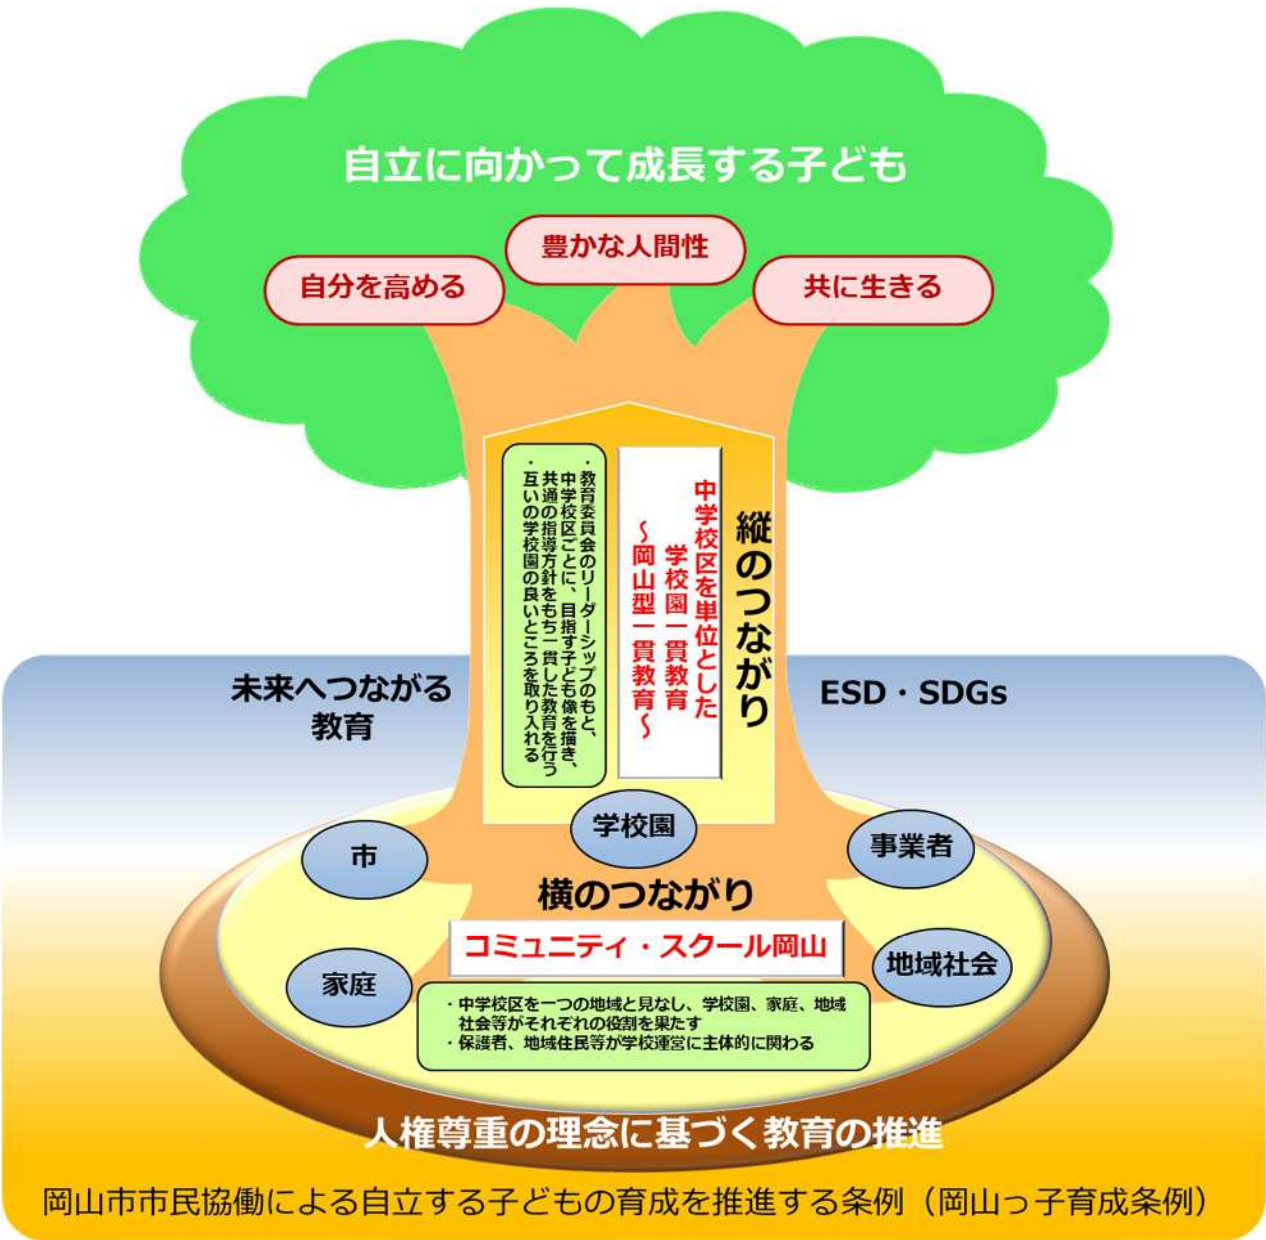 自立に向かって成長する子ども
豊かな人間性
自分を高める
共に生きる
縦のつながり
中学校区を単位とした
学校園一貫教育
～岡山型一貫教育～
・教育委員会のリーダーシップのもと、
中学校区ごとに、目指す子ども像を描き、
共通の指導方針をもち一貫した教育を行う
・互いの学校園の良いところを取り入れる
未来へつながる
教育
ESD・SDGs
学校園
市
事業者
横のつながり
コミュニティ・スクール岡山
家庭
地域社会
・中学校区を一つの地域と見なし、学校園、家庭、地域
社会等がそれぞれの役割を果たす
・保護者、地域住民等が学校運営に主体的に関わる
人権尊重の理念に基づく教育の推進
岡山市市民協働による自立する子どもの育成を推進する条例（岡山っ子育成条例）